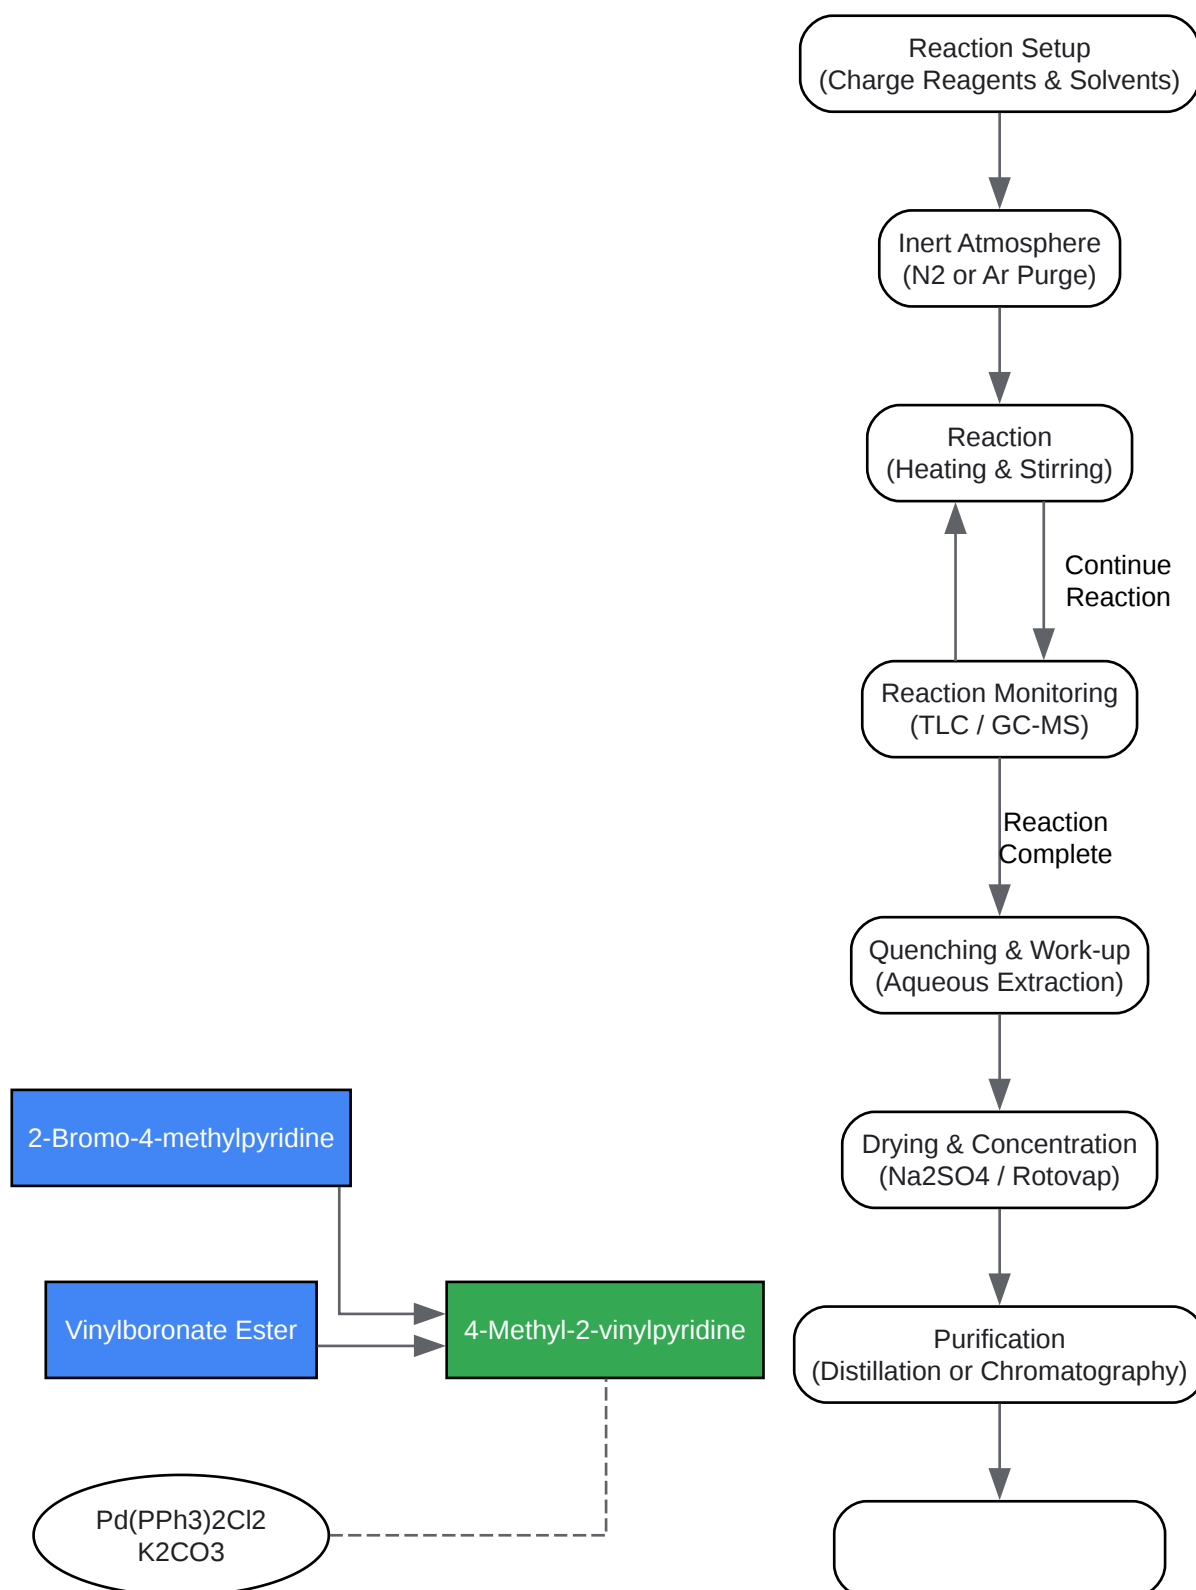 Reaction Setup
(Charge Reagents & Solvents)
Inert Atmosphere
(N2 or Ar Purge)
Reaction
(Heating & Stirring)
Continue
Reaction
Reaction Monitoring
(TLC / GC-MS)
Reaction
Complete
Quenching & Work-up
(Aqueous Extraction)
Drying & Concentration
(Na2SO4 / Rotovap)
Purification
(Distillation or Chromatography)
2-Bromo-4-methylpyridine
Vinylboronate Ester
4-Methyl-2-vinylpyridine
Pd(PPh3)2Cl2
K2CO3